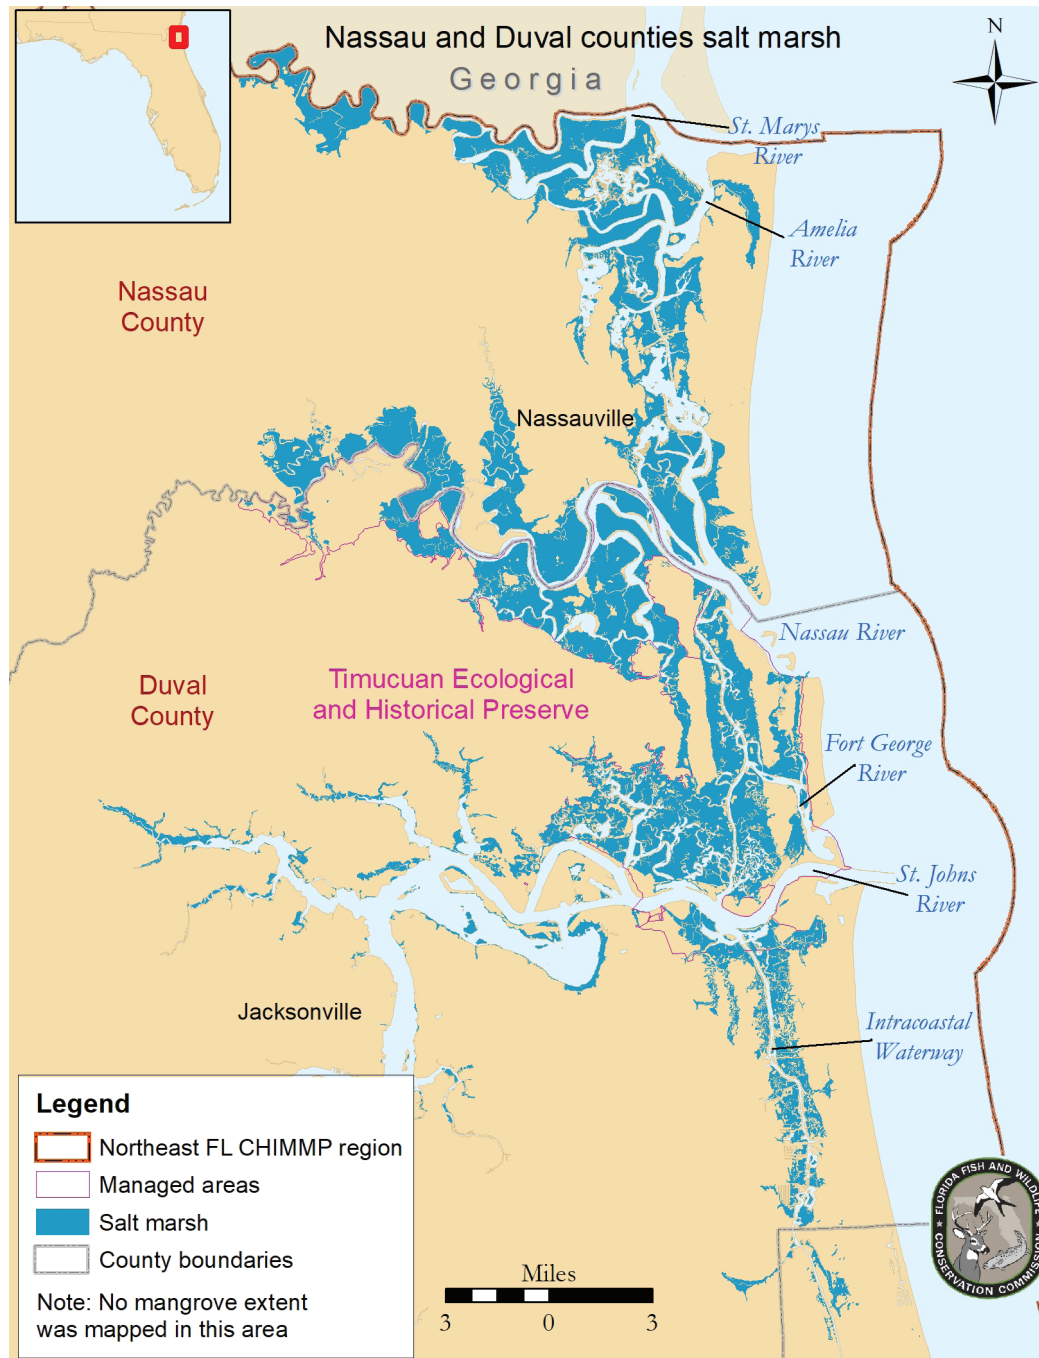 Nassau and Duval counties salt marsh
Georgia
N
St. Marys
River
Amelia
River
Nassau
County
Nassauville
Nassau River
Duval
County
Timucuan Ecological
and Historical Preserve
Fort George
River
St. Johns
River
Jacksonville
Intracoastal
Waterway
Legend
Northeast FL CHIMMP region
Managed areas
Salt marsh
County boundaries
Note: No mangrove extent
was mapped in this area
Miles
3 0 3
FLORIDA FISH AND WILDLIFE
CONSERVATION COMMISSION